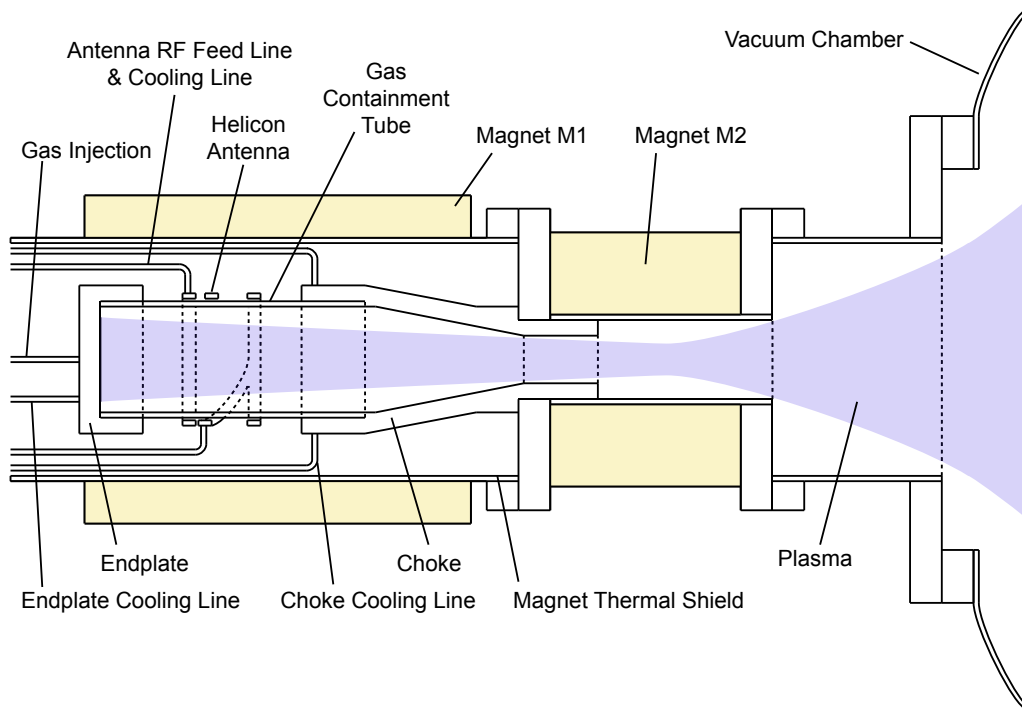 Vacuum Chamber
Antenna RF Feed Line
& Cooling Line
Gas
Containment
Tube
Helicon
Antenna
Magnet M1
Magnet M2
Gas Injection
Endplate
Choke
Plasma
Endplate Cooling Line
Choke Cooling Line
Magnet Thermal Shield